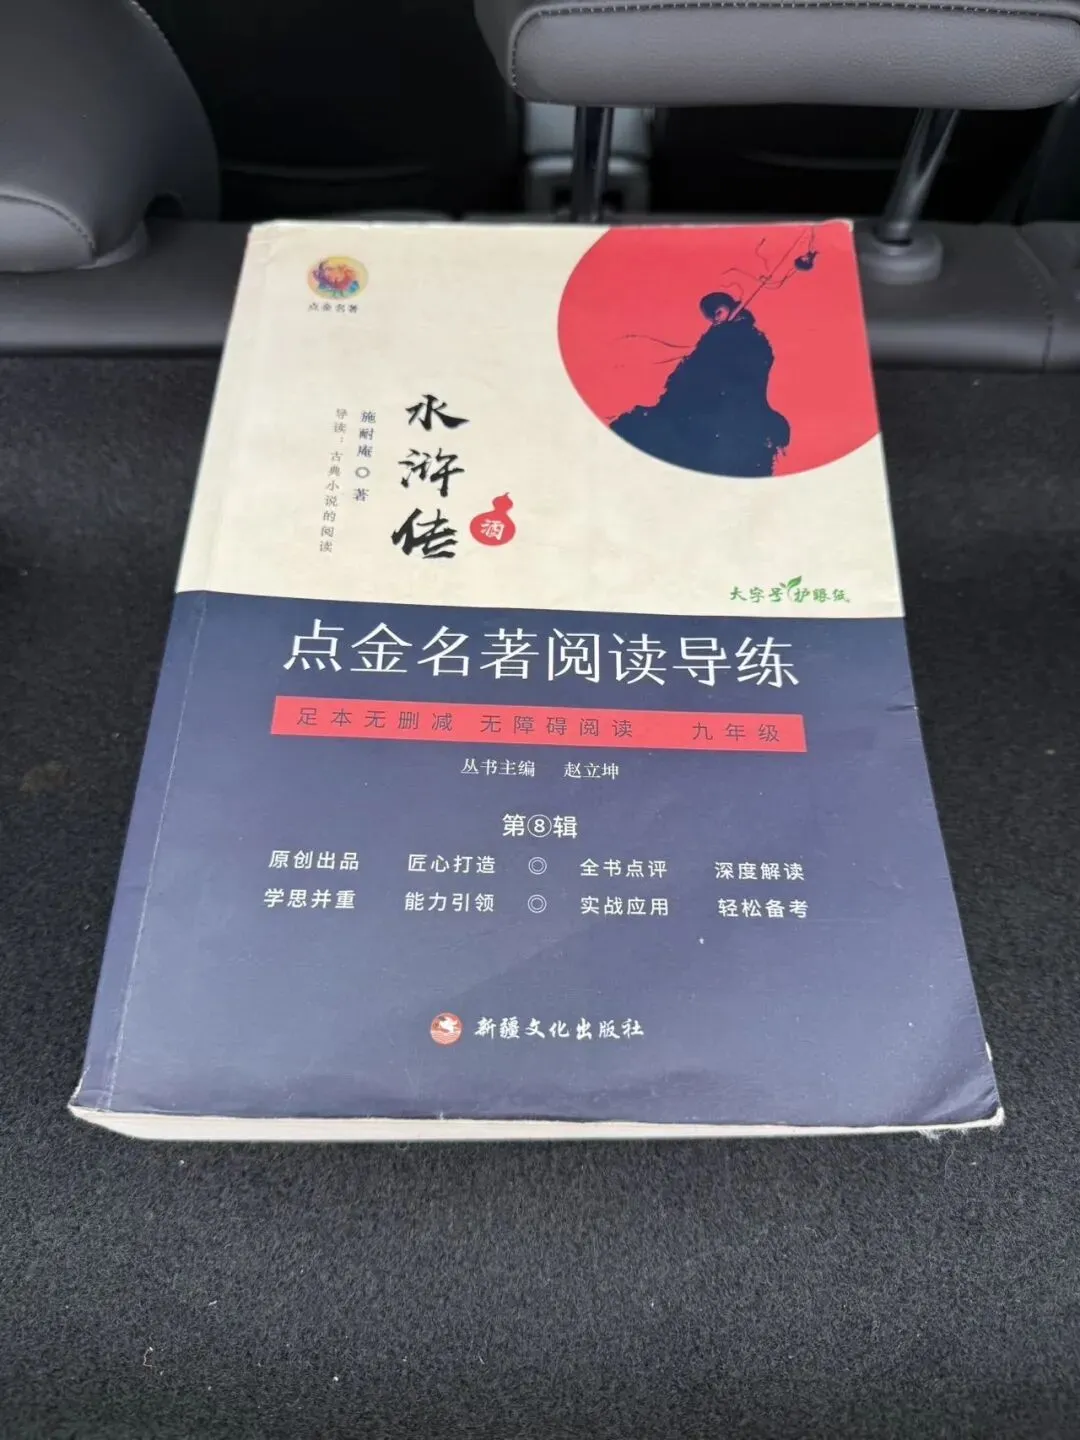 点金名著
水浒传
酒
施耐庵◎著
导读：古典小说的阅读
大字号护眼纸
点金名著阅读导练
足本无删减 无障碍阅读 九年级
丛书主编 赵立坤
第⑧辑
原创出品 匠心打造 ◎ 全书点评 深度解读
学思并重 能力引领 ◎ 实战应用 轻松备考
新疆文化出版社